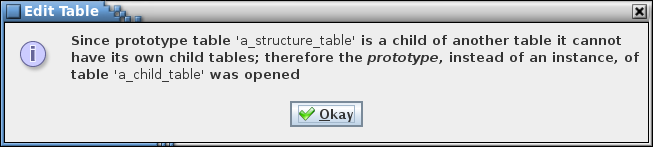 Edit Table
Since prototype table 'a_structure_table' is a child of another table it cannot
have its own child tables; therefore the prototype, instead of an instance, of
table 'a_child_table' was opened
Okay